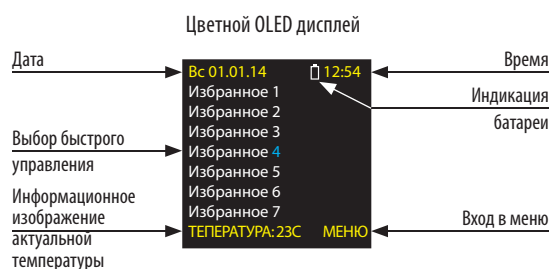 Цветной OLED дисплей
Дата
Время
Вс 01.01.14 12:54
Индикация
батареи
Избранное 1
Избранное 2
Избранное 3
Избранное 4
Избранное 5
Избранное 6
Избранное 7
Выбор быстрого
управления
Информационное
изображение
актуальной
температуры
ТЕПЕРАТУРА: 23C МЕНЮ
Вход в меню